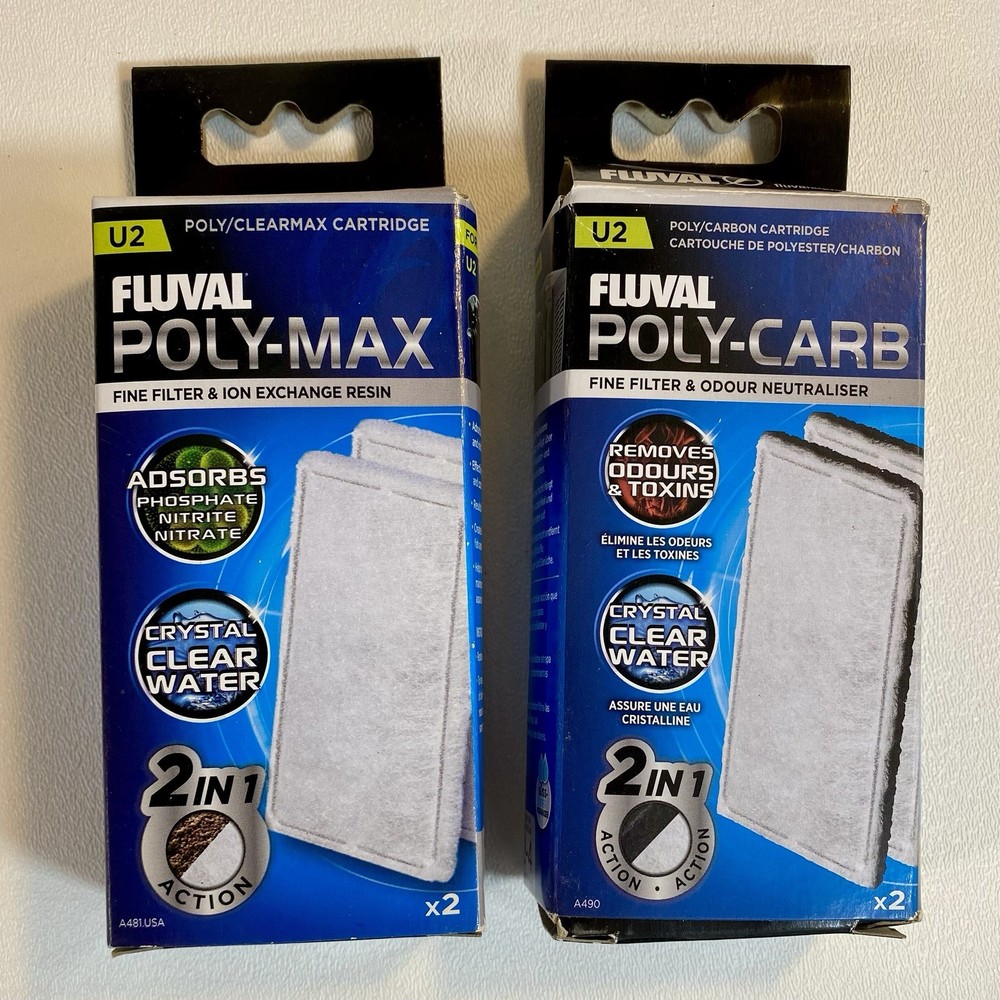 U2
POLY/CLEARMAX CARTRIDGE
FLUVAL
POLY-MAX
FINE FILTER & ION EXCHANGE RESIN
ADSORBS
PHOSPHATE
NITRITE
NITRATE
CRYSTAL
CLEAR
WATER
2 IN 1
ACTION
A481.USA
x2
FOR
U2
FLUVAL
U2
POLY/CARBON CARTRIDGE
CARTOUCHE DE POLYESTER/CHARBON
FLUVAL
POLY-CARB
FINE FILTER & ODOUR NEUTRALISER
REMOVES
ODOURS
& TOXINS
ÉLIMINE LES ODEURS
ET LES TOXINES
CRYSTAL
CLEAR
WATER
ASSURE UNE EAU
CRISTALLINE
2 IN 1
ACTION • ACTION
A490
x2